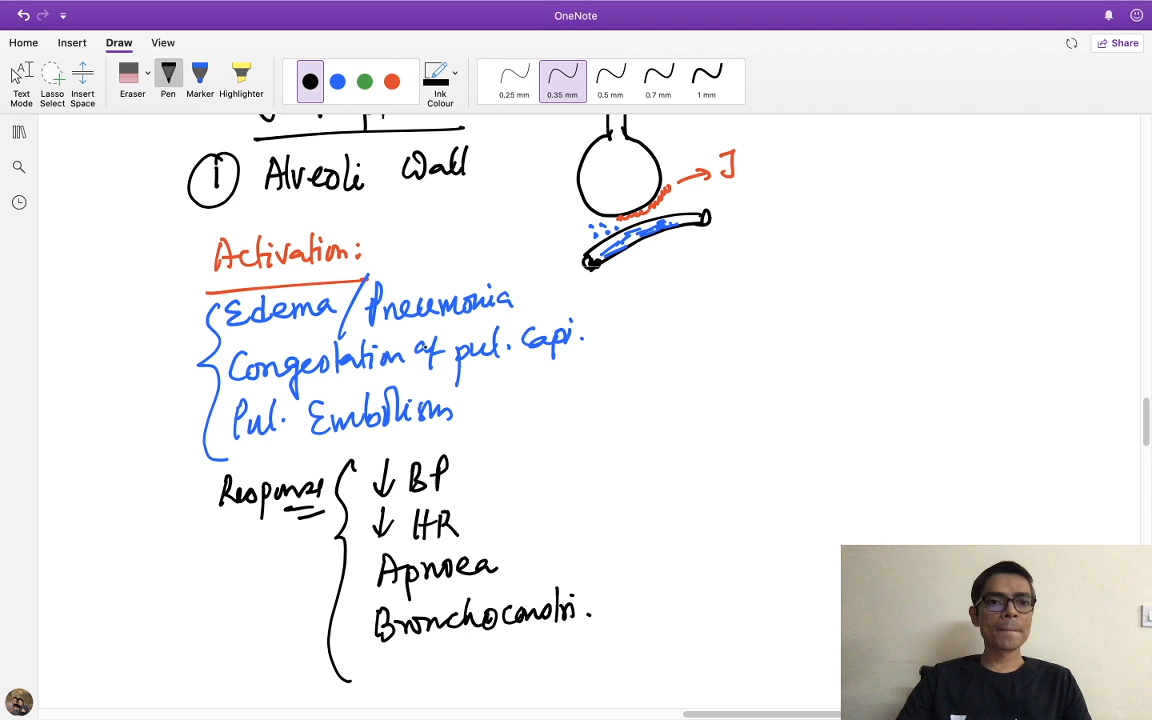 OneNote
Home Insert Draw View
Share
Text Mode
Lasso Select
Insert Space
Eraser
Pen
Marker
Highlighter
Ink Colour
0.25 mm
0.35 mm
0.5 mm
0.7 mm
1 mm
① Alveoli Wall
J
Activation:
Edema / Pneumonia
Congestation of pul. capi.
Pul. Embolism
Response
↓ BP
↓ HR
Apnoea
Bronchoconstri.